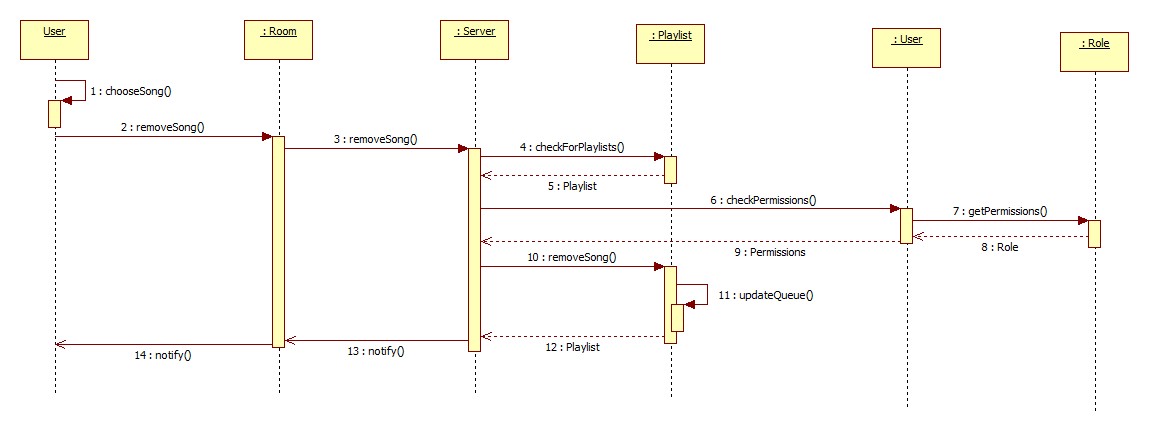 User
: Room
: Server
: Playlist
: User
: Role
1 : chooseSong()
2 : removeSong()
3 : removeSong()
4 : checkForPlaylists()
5 : Playlist
6 : checkPermissions()
7 : getPermissions()
8 : Role
9 : Permissions
10 : removeSong()
11 : updateQueue()
12 : Playlist
13 : notify()
14 : notify()